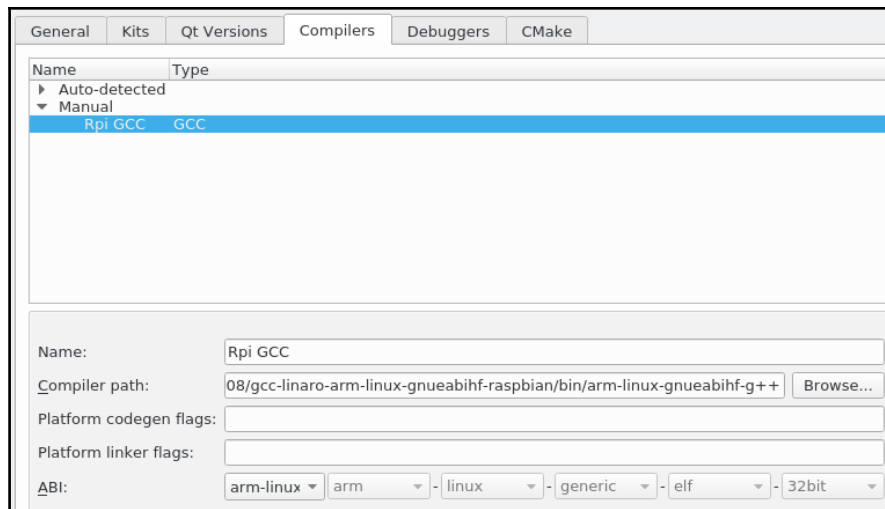 General Kits Qt Versions Compilers Debuggers CMake
Name Type
Auto-detected
Manual
Rpi GCC GCC
Name: Rpi GCC
Compiler path: 08/gcc-linaro-arm-linux-gnueabihf-raspbian/bin/arm-linux-gnueabihf-g++ Browse...
Platform codegen flags:
Platform linker flags:
ABI: arm-linux arm - linux - generic - elf - 32bit